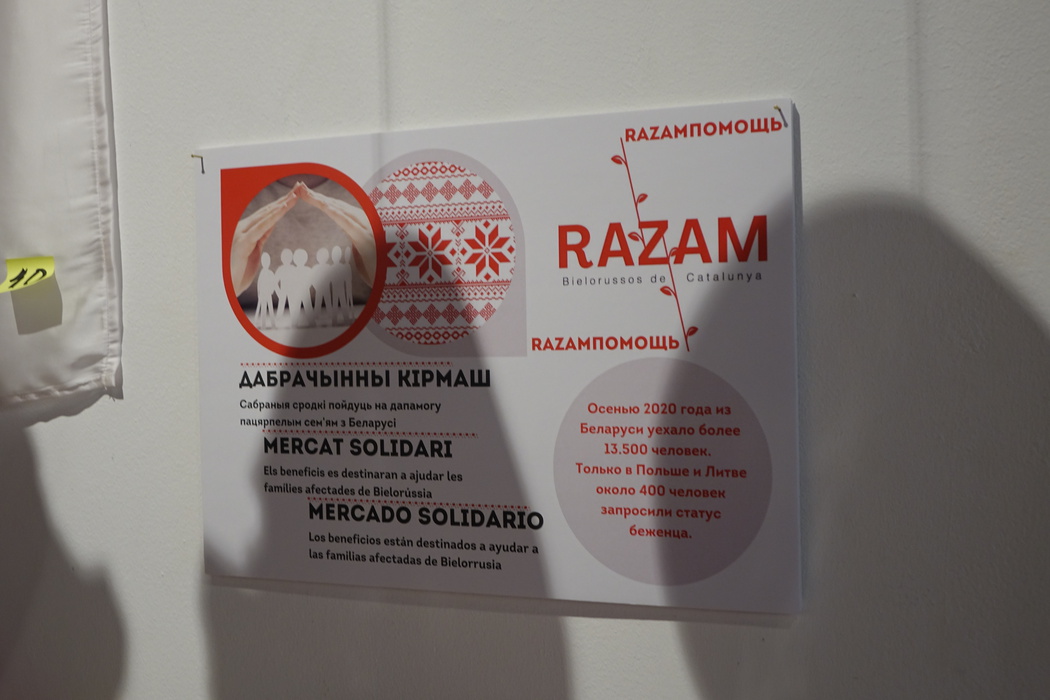 RAZAMПОМОЩЬ
RAZAM
Bielorussos de Catalunya
RAZAMПОМОЩЬ
ДАБРАЧЫННЫ КІРМАШ
Сабраныя сродкі пойдуць на дапамогу
пацярпелым сем'ям з Беларусі
MERCAT SOLIDARI
Els beneficis es destinaran a ajudar les
famílies afectades de Bielorússia
MERCADO SOLIDARIO
Los beneficios están destinados a ayudar a
las familias afectadas de Bielorrusia
Осенью 2020 года из
Беларуси уехало более
13.500 человек.
Только в Польше и Литве
около 400 человек
запросили статус
беженца.